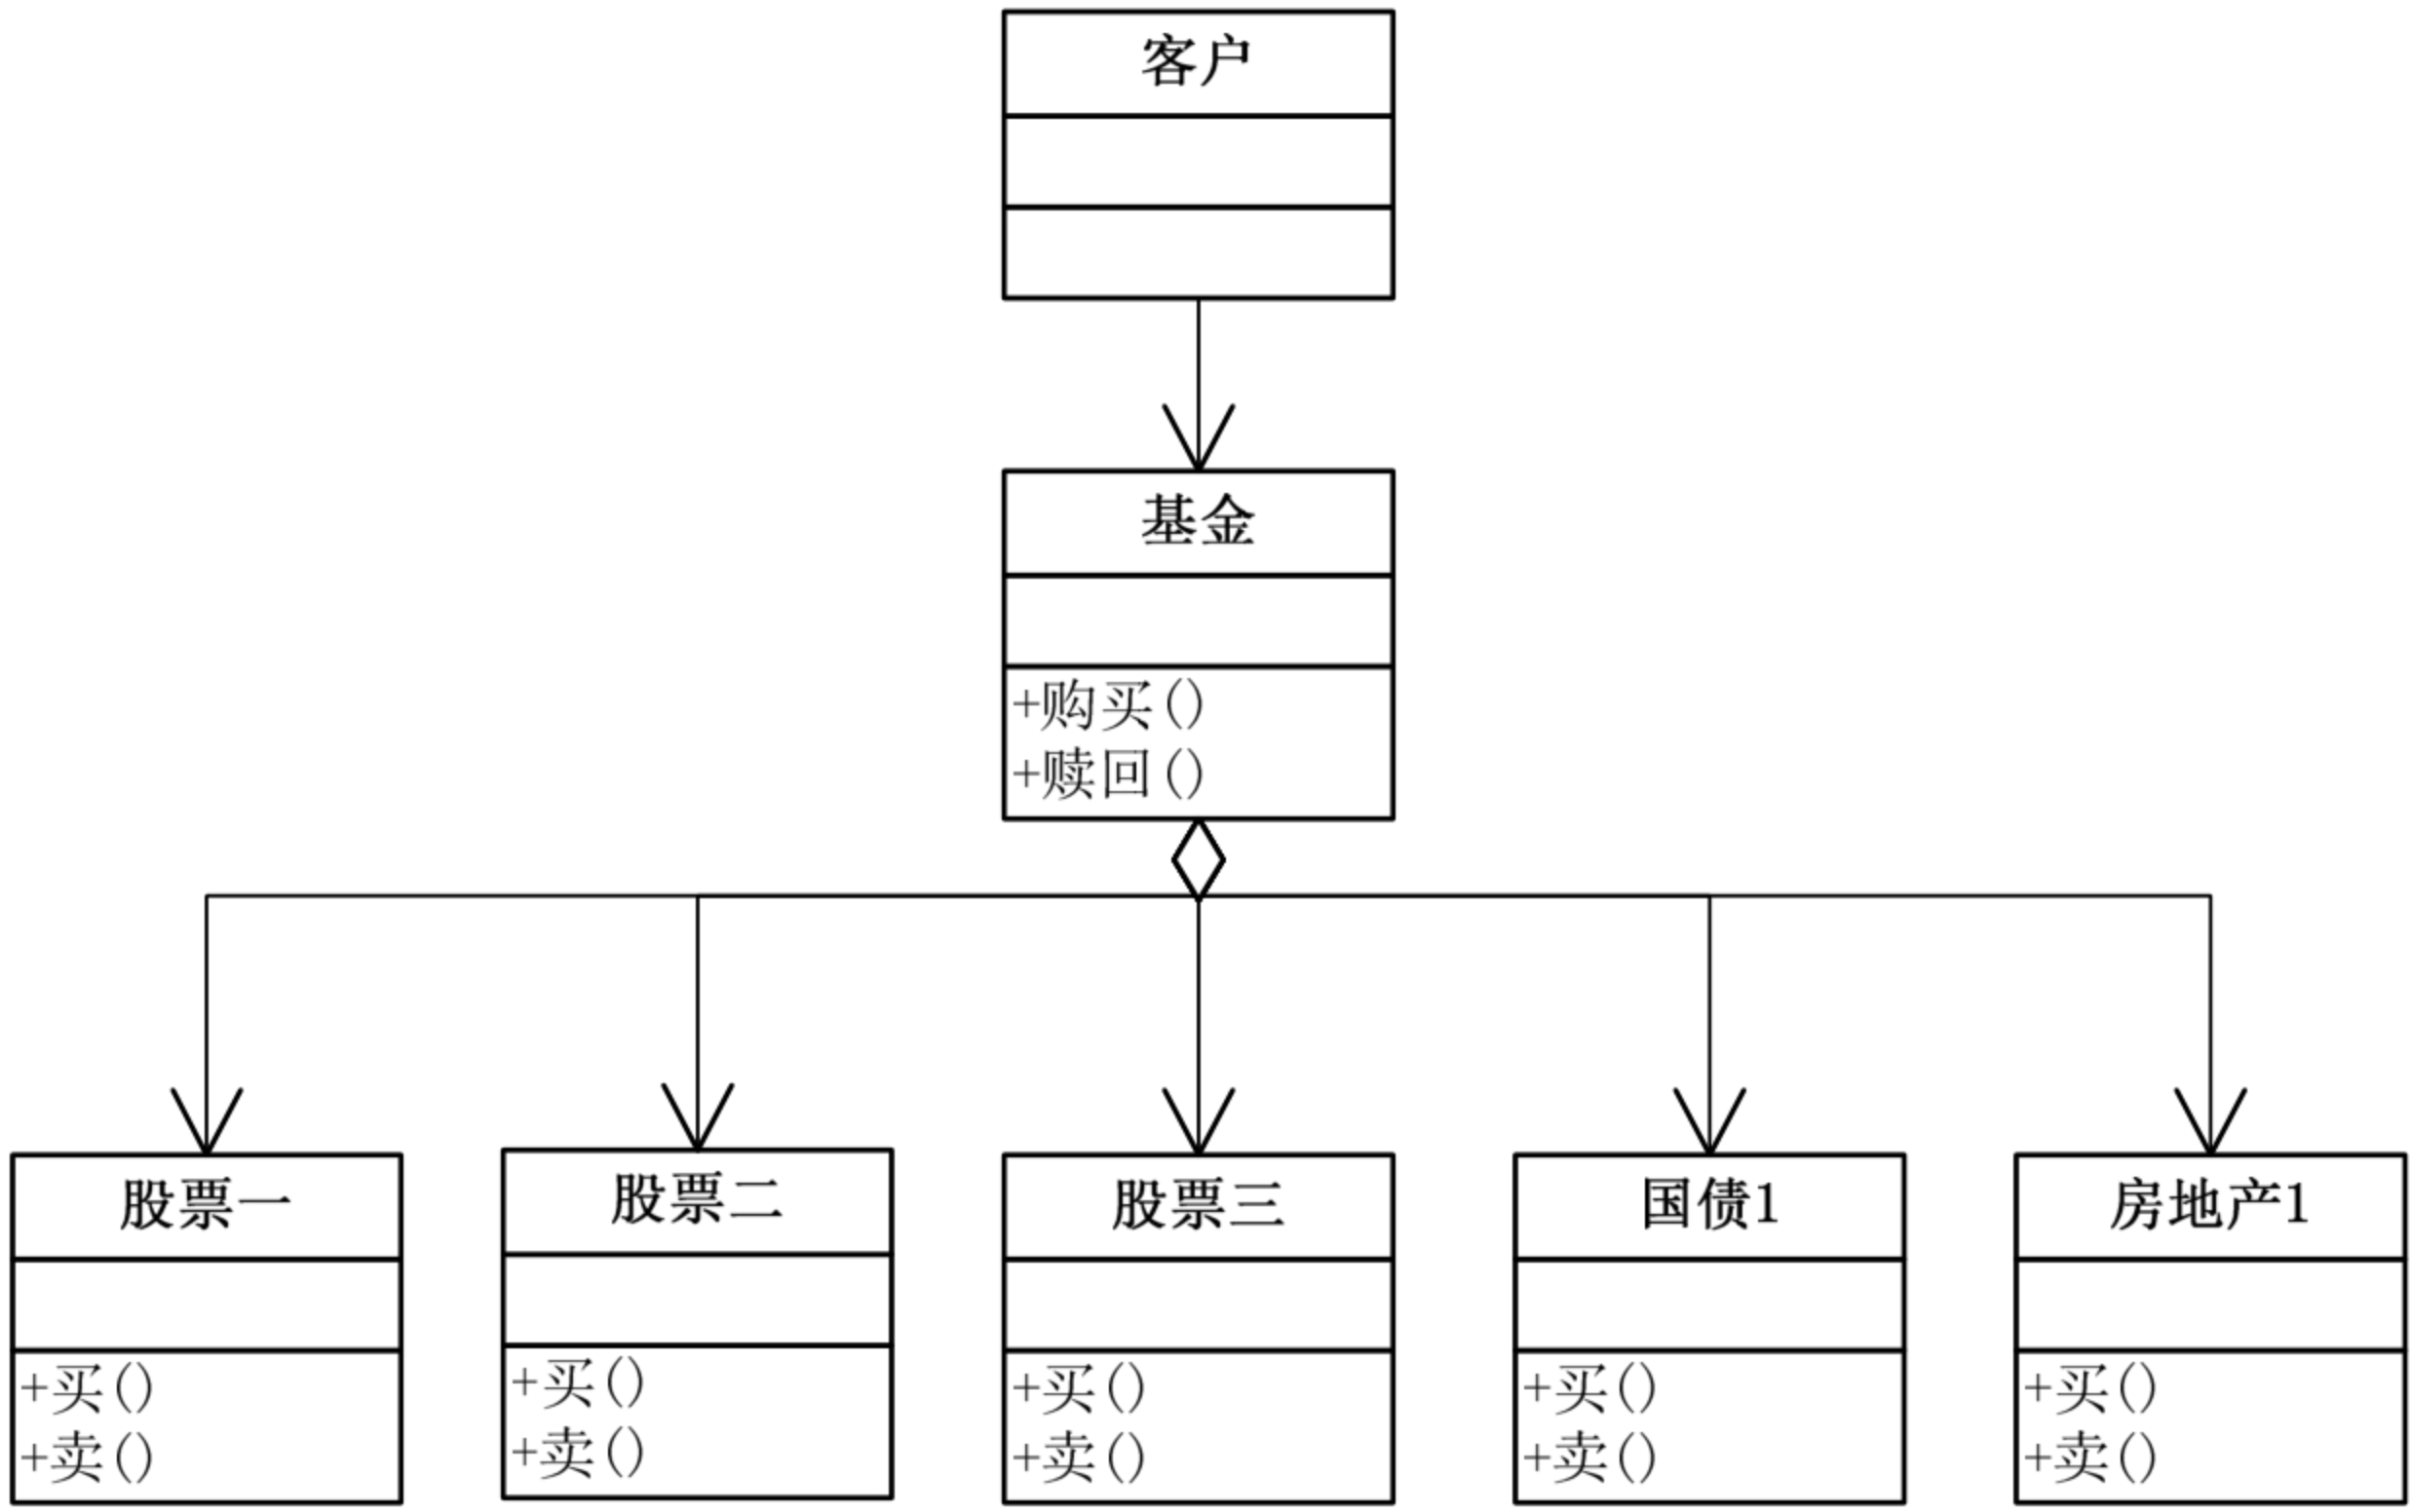 客户
基金
+购买()
+赎回()
股票一
+买()
+卖()
股票二
+买()
+卖()
股票三
+买()
+卖()
国债1
+买()
+卖()
房地产1
+买()
+卖()